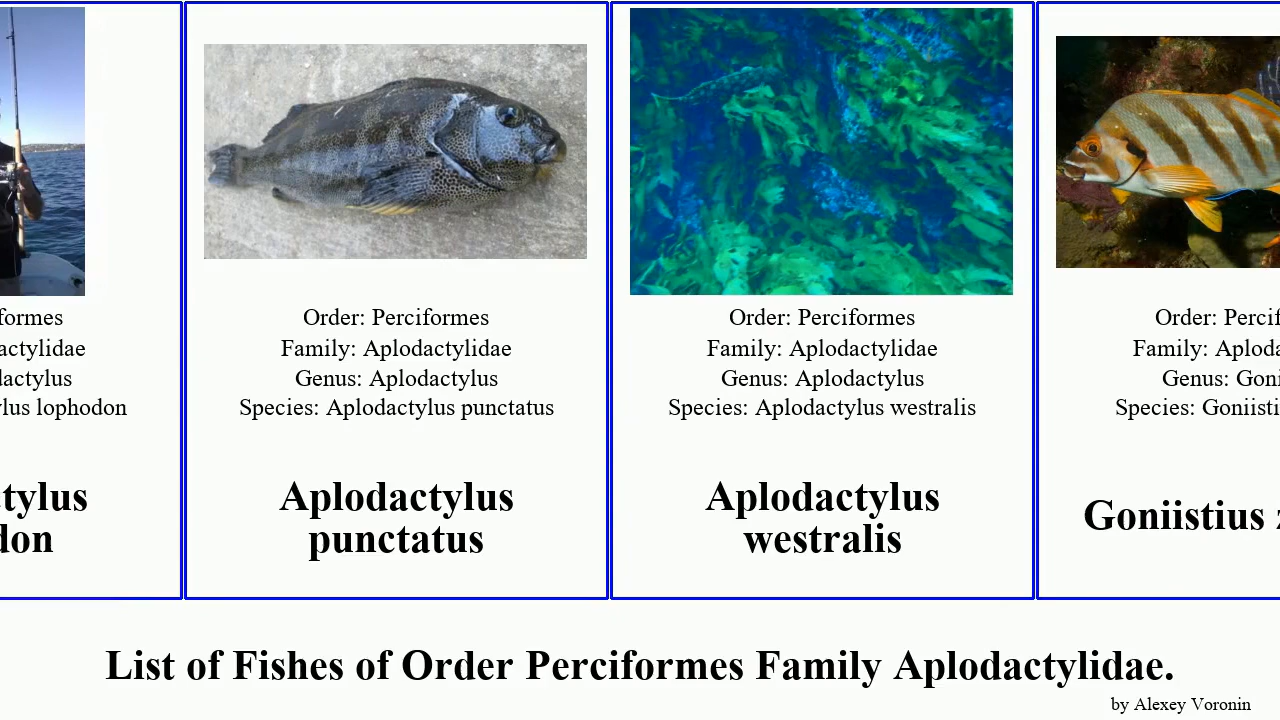 formes
actylidae
dactylus
ylus lophodon
tylus
don
Order: Perciformes
Family: Aplodactylidae
Genus: Aplodactylus
Species: Aplodactylus punctatus
Aplodactylus
punctatus
Order: Perciformes
Family: Aplodactylidae
Genus: Aplodactylus
Species: Aplodactylus westralis
Aplodactylus
westralis
Order: Percif
Family: Aploda
Genus: Goni
Species: Goniisti
Goniistius z
List of Fishes of Order Perciformes Family Aplodactylidae.
by Alexey Voronin